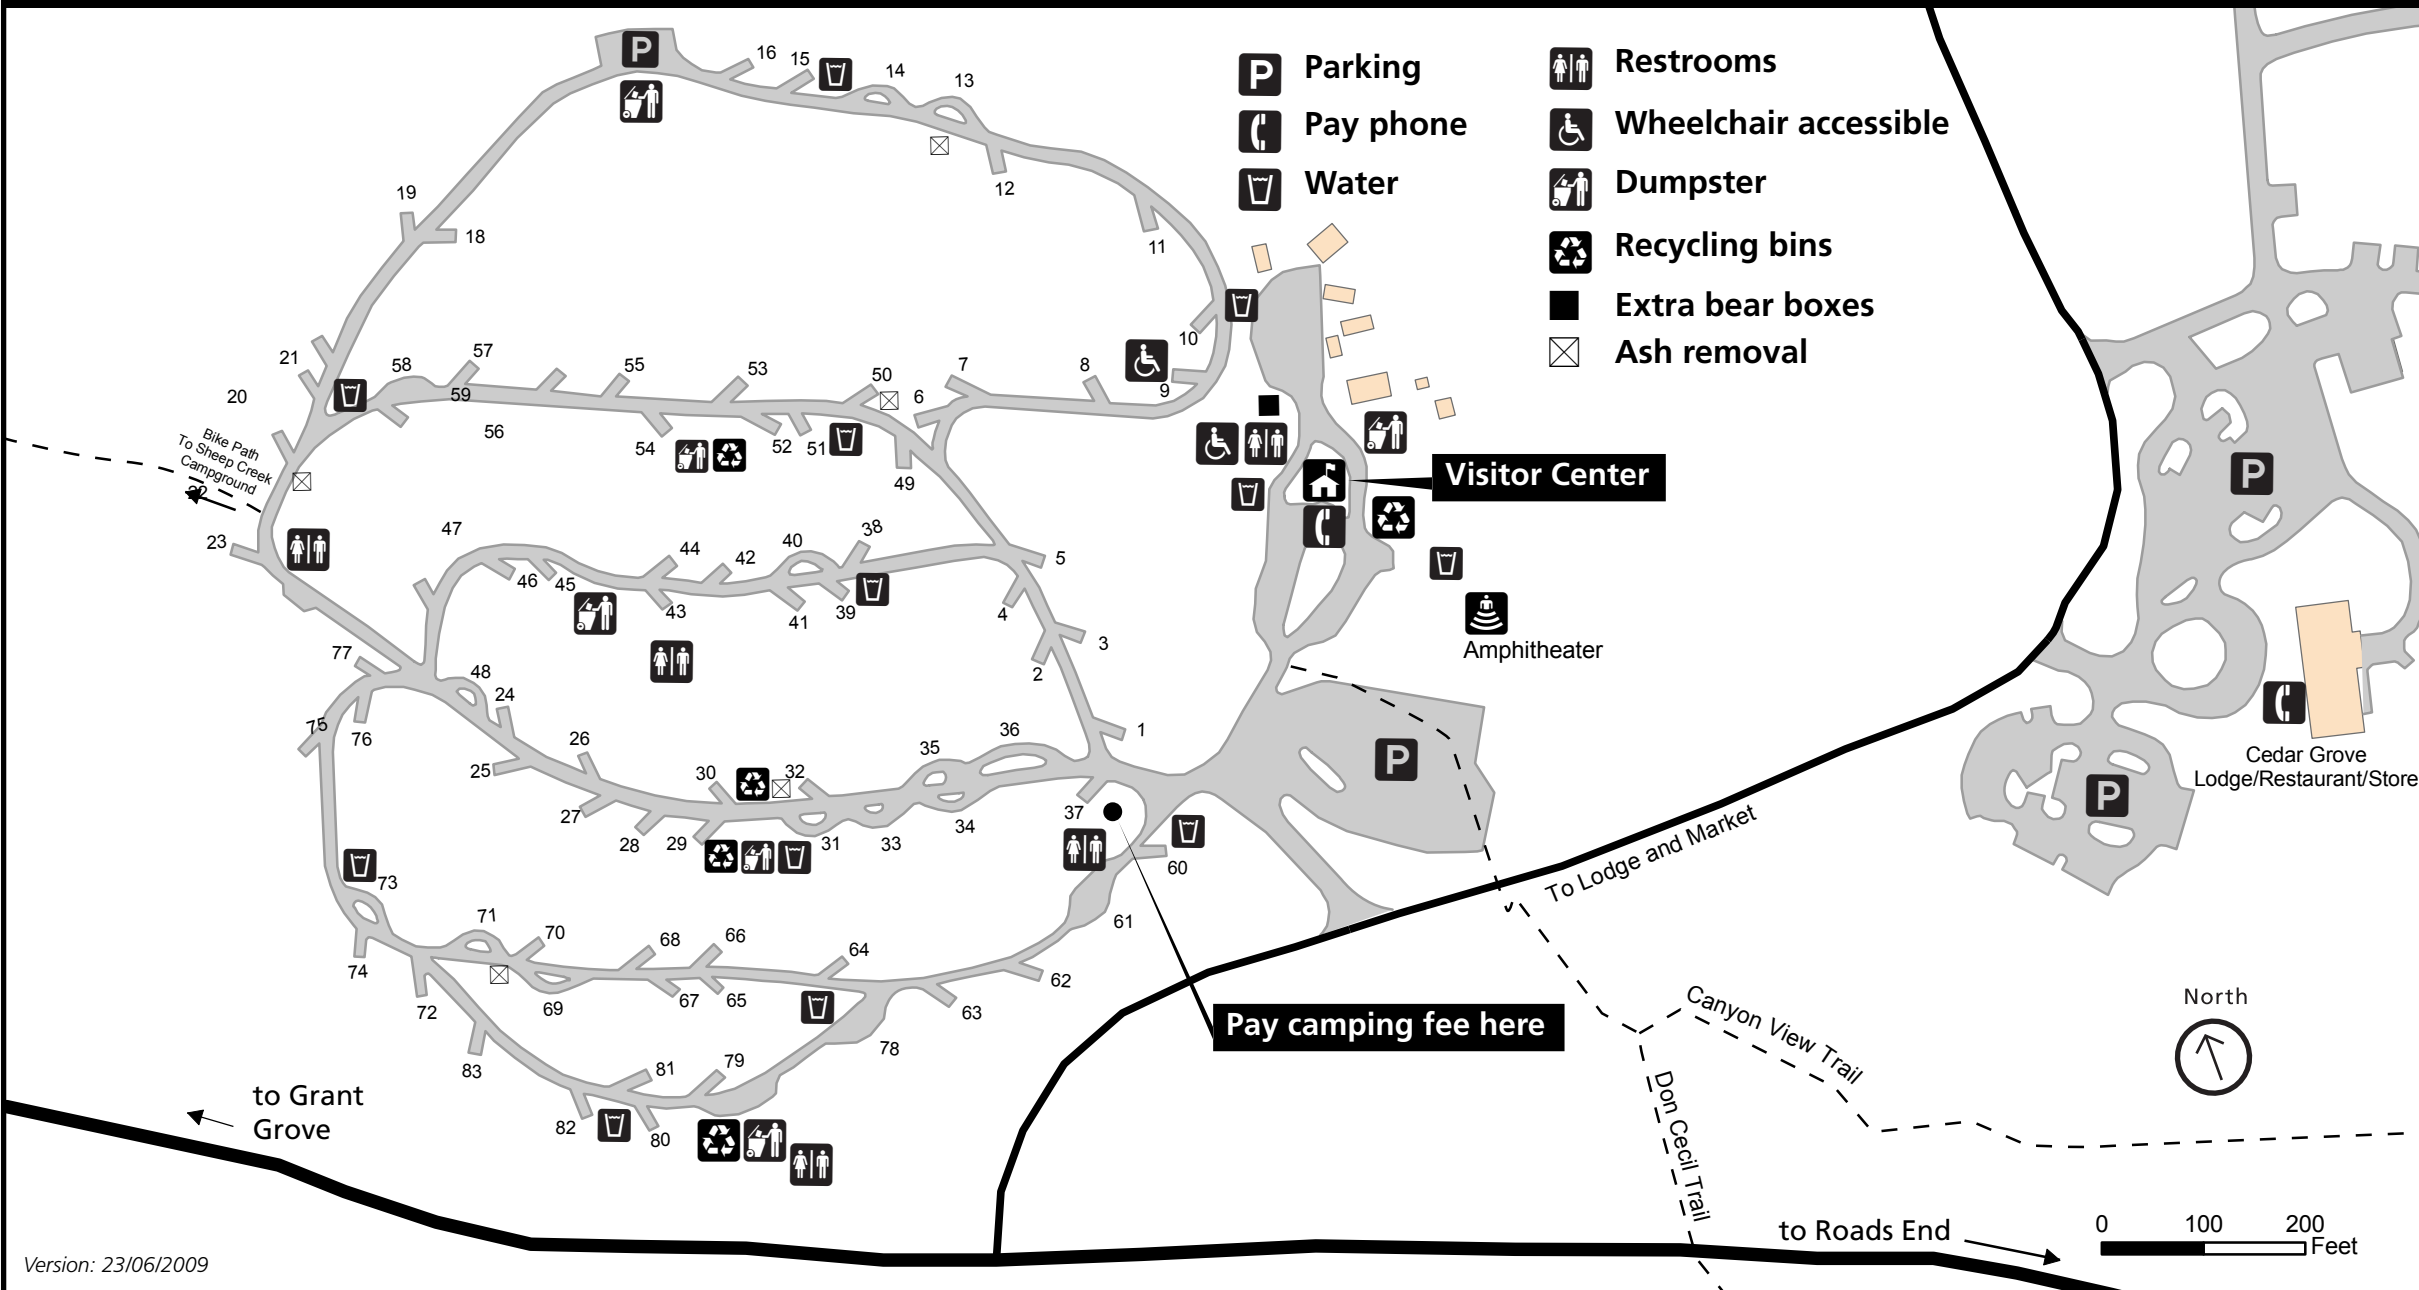 P Parking
Pay phone
Water
Restrooms
Wheelchair accessible
Dumpster
Recycling bins
Extra bear boxes
Ash removal
P
16
15
14
13
12
11
10
9
8
7
6
19
18
21
20
58
57
59
56
55
54
53
52
51
50
49
Bike Path
To Sheep Creek
Campground
22
23
47
46
45
44
43
42
41
40
39
38
5
4
3
2
1
77
76
75
48
24
25
26
27
28
29
30
32
31
33
34
35
36
37
60
61
62
63
64
65
66
67
68
69
70
71
72
73
74
78
79
80
81
82
83
Visitor Center
Amphitheater
P
P
P
Cedar Grove
Lodge/Restaurant/Store
To Lodge and Market
Pay camping fee here
Canyon View Trail
Don Cecil Trail
North
to Grant
Grove
to Roads End
0 100 200
Feet
Version: 23/06/2009